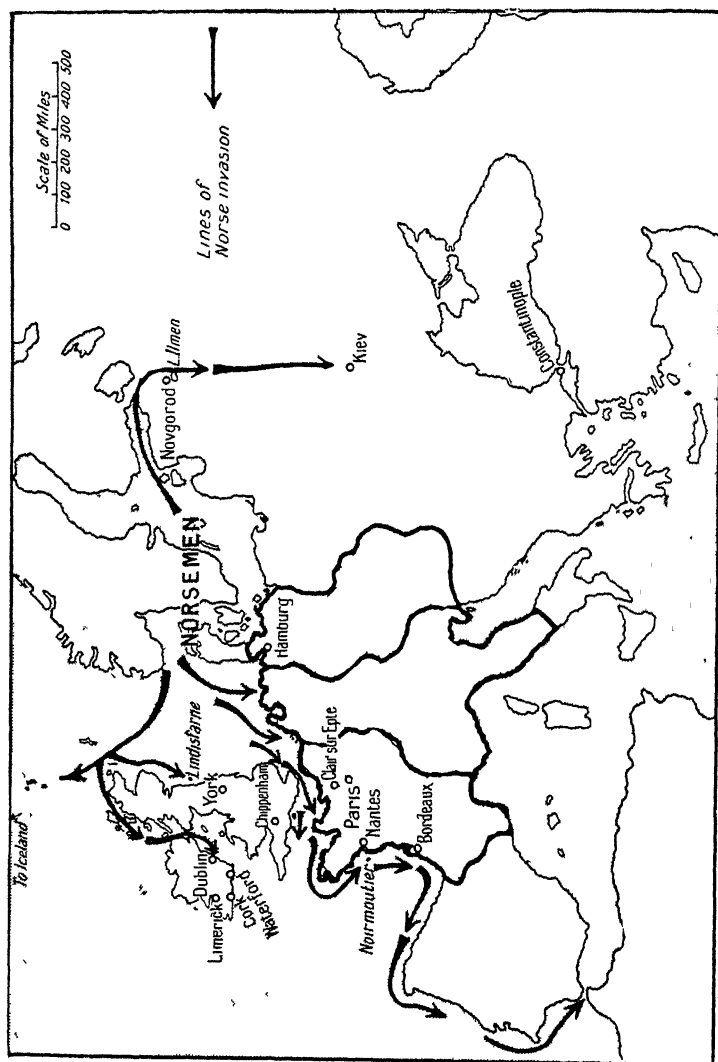 To Iceland
Scale of Miles
0 100 200 300 400 500
Lines of
Norse invasion
NORSEMEN
Novgorod
L.Ilmen
Kiev
Constantinople
Hamburg
Lindisfarne
York
Chippenham
Dublin
Limerick
Cork
Waterford
Clair sur Epte
Paris
Nantes
Noirmoutier
Bordeaux